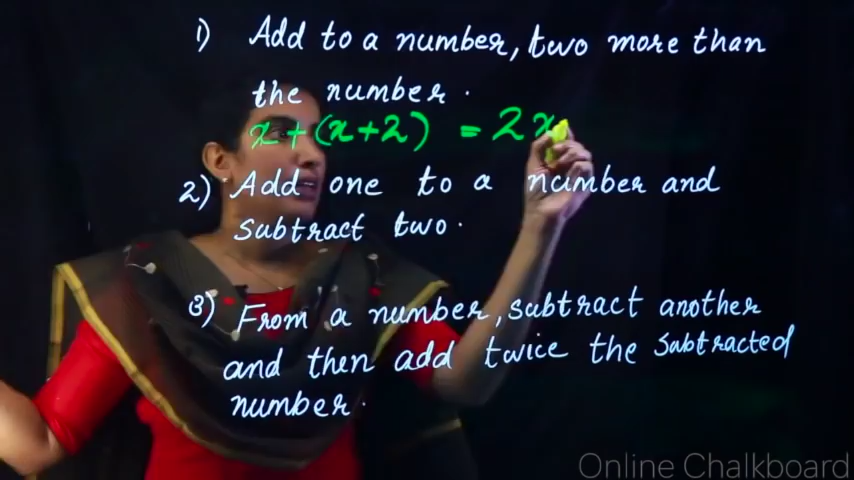 1) Add to a number, two more than
the number.
x + (x + 2) = 2x
2) Add one to a number and
subtract two.
3) From a number, subtract another
and then add twice the subtracted
number.
Online Chalkboard